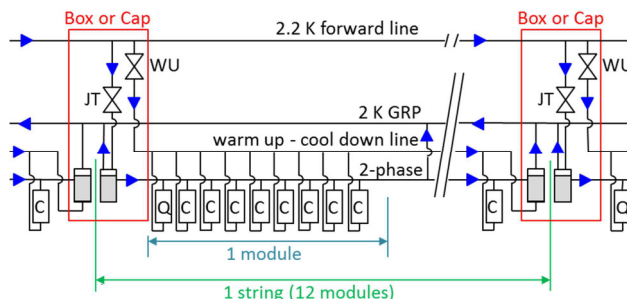 Box or Cap
Box or Cap
2.2 K forward line
WU
WU
JT
JT
2 K GRP
warm up - cool down line
2-phase
C
Q
C
C
C
C
C
C
C
C
C
Q
1 module
1 string (12 modules)